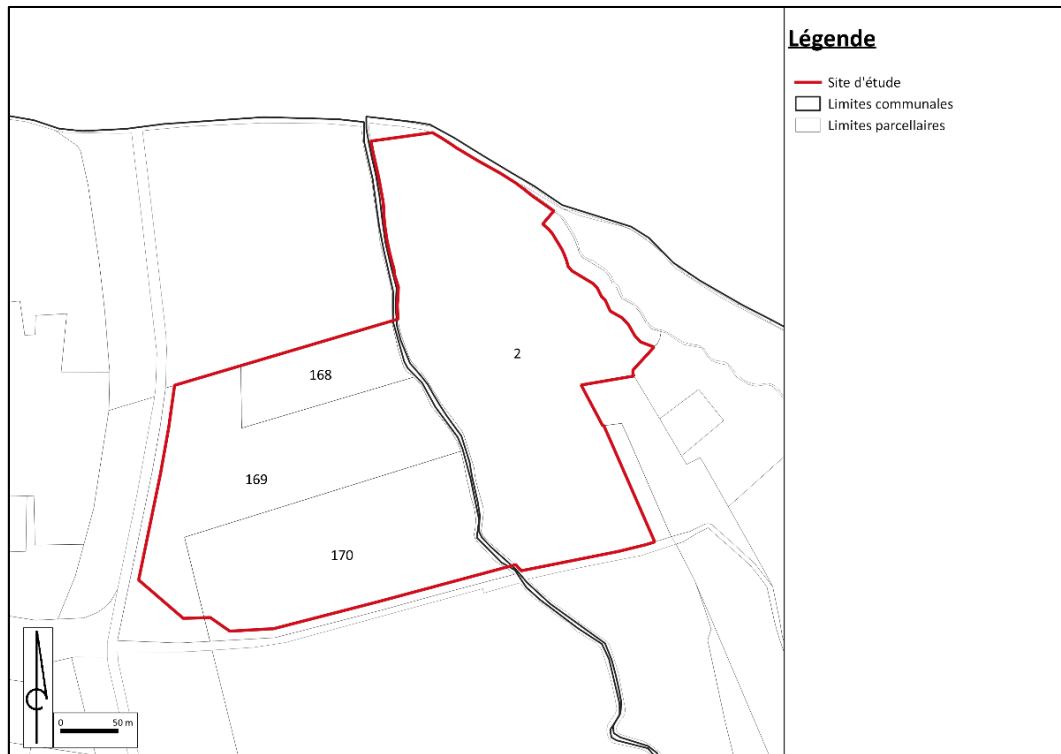 Légende
Site d'étude
Limites communales
Limites parcellaires
2
168
169
170
0 50 m